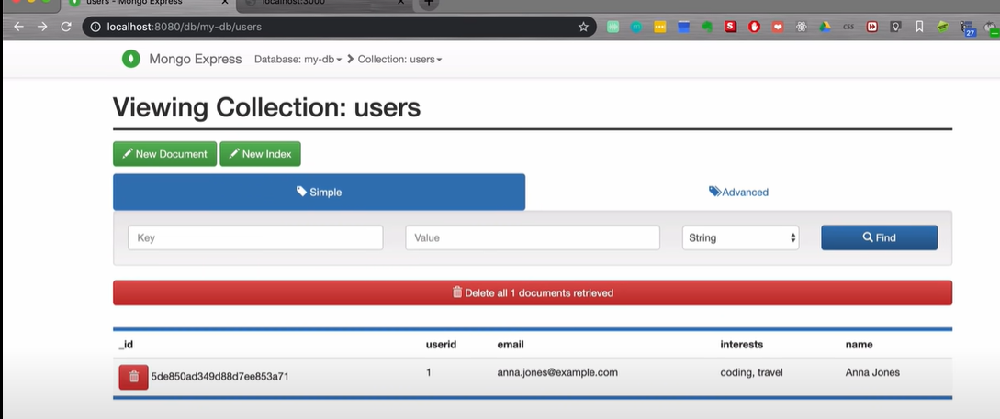 users - Mongo Express
localhost:3000
localhost:8080/db/my-db/users
css
27
Mongo Express Database: my-db Collection: users
Viewing Collection: users
New Document New Index
Simple Advanced
Key Value String Find
Delete all 1 documents retrieved
_id userid email interests name
5de850ad349d88d7ee853a71 1 anna.jones@example.com coding, travel Anna Jones